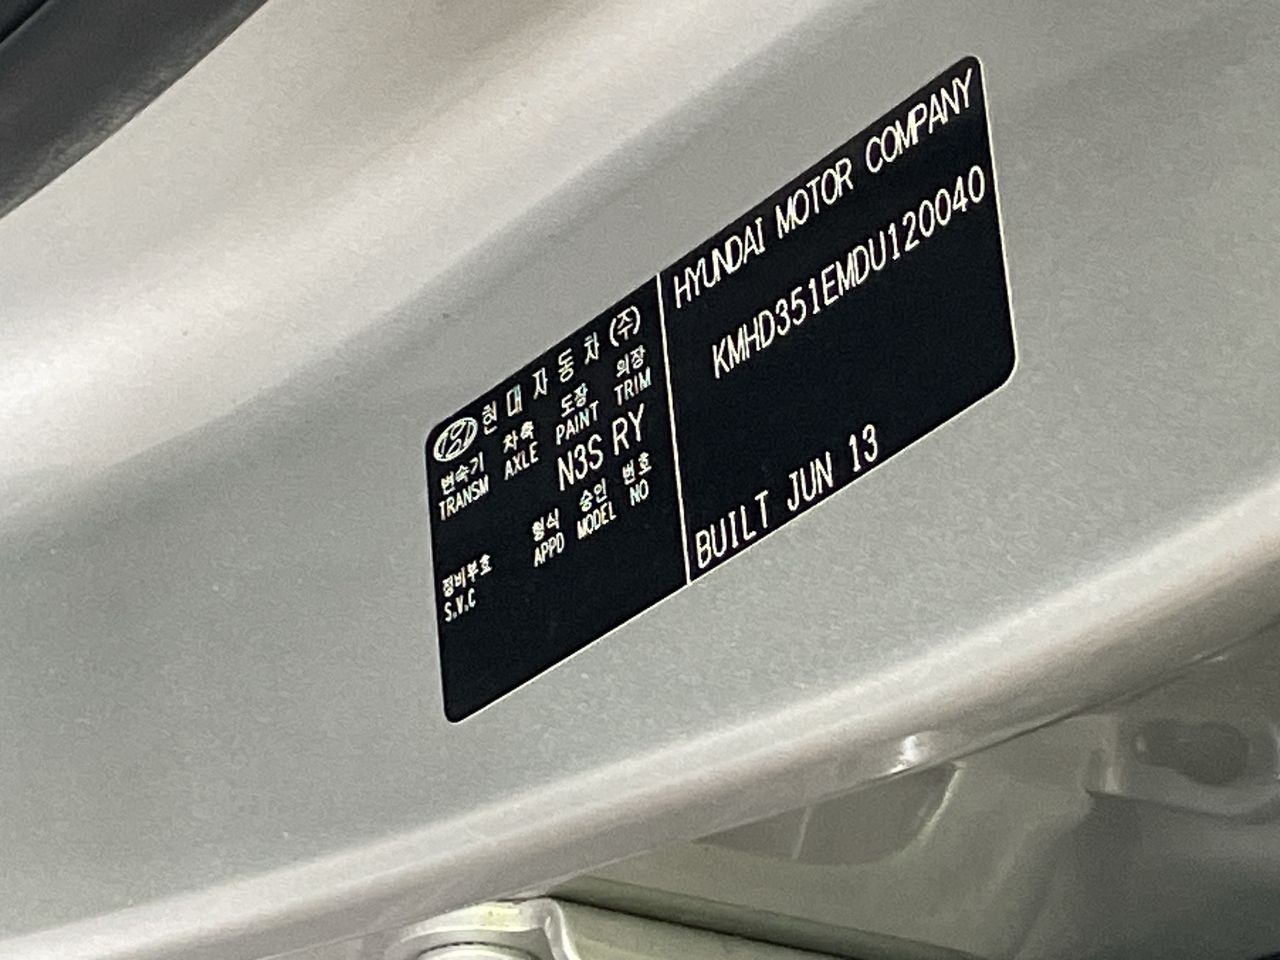 현대자동차(주)
변속기 차축 도장 의장
TRANSM AXLE PAINT TRIM
N3S RY
형식 승인 번호
APPD MODEL NO
정비부호
S.V.C
HYUNDAI MOTOR COMPANY
KMHD351EMDU120040
BUILT JUN 13